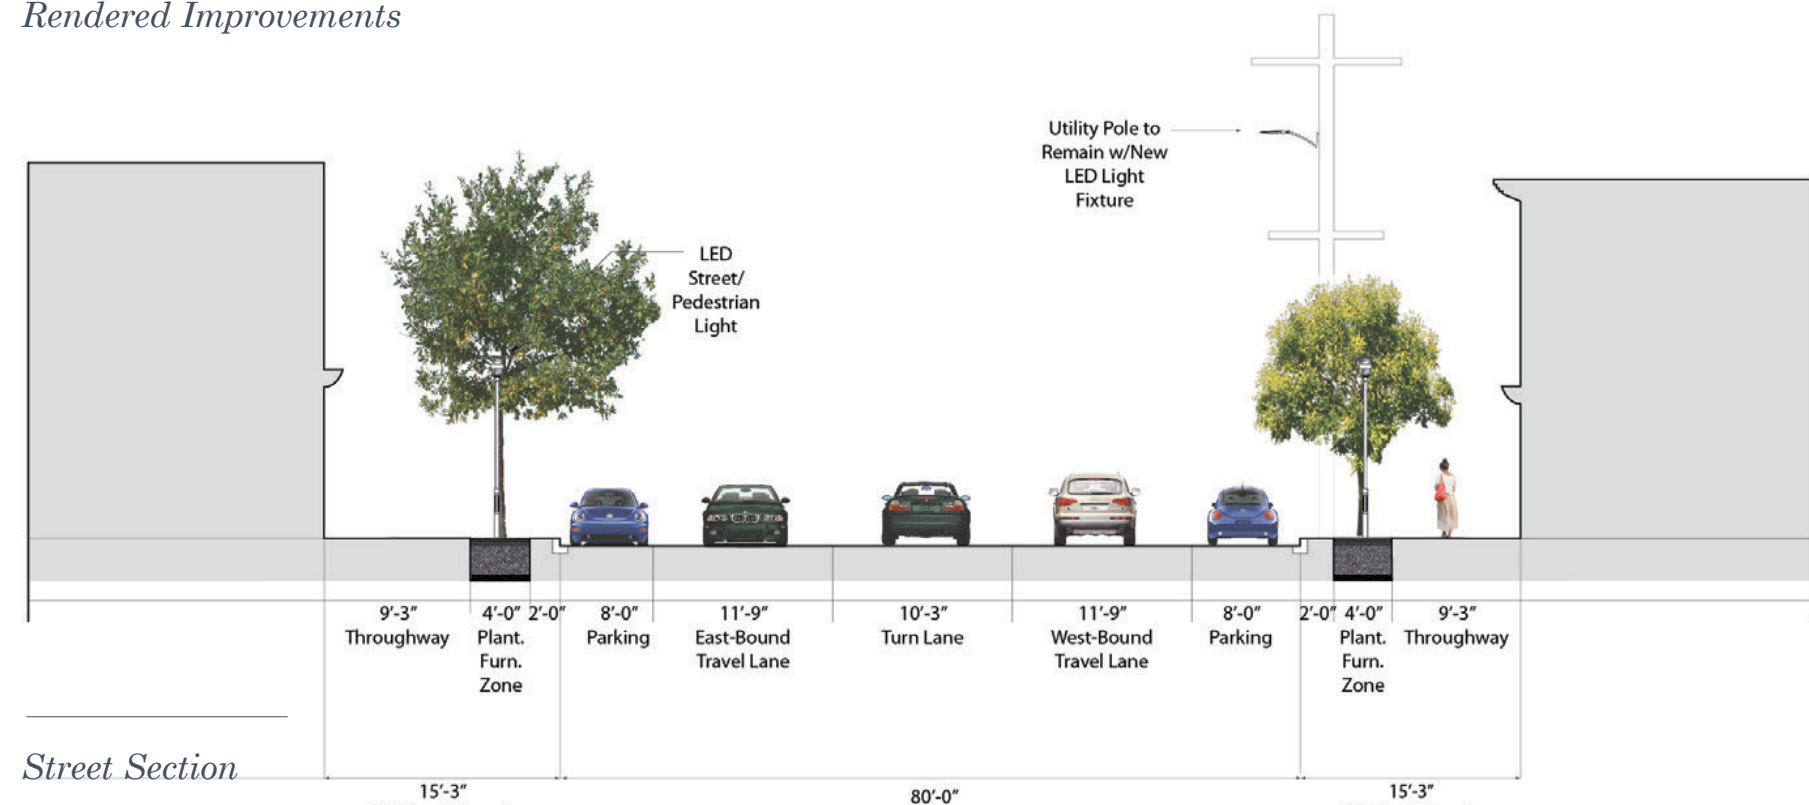 Rendered Improvements
Utility Pole to
Remain w/New
LED Light
Fixture
LED
Street/
Pedestrian
Light
9'-3" 4'-0" 2'-0" 8'-0" 11'-9" 10'-3" 11'-9" 8'-0" 2'-0" 4'-0" 9'-3"
Throughway Plant. Parking East-Bound Turn Lane West-Bound Parking Plant. Throughway
Furn. Travel Lane Travel Lane Furn.
Zone Zone
Street Section
15'-3" 80'-0" 15'-3"